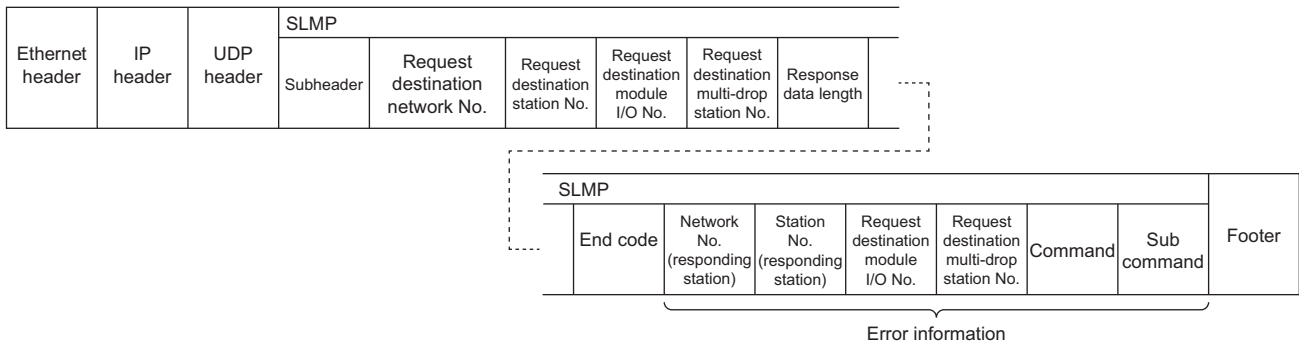 SLMP
Ethernet
header
IP
header
UDP
header
Subheader
Request
destination
network No.
Request
destination
station No.
Request
destination
module
I/O No.
Request
destination
multi-drop
station No.
Response
data length
SLMP
End code
Network
No.
(responding
station)
Station
No.
(responding
station)
Request
destination
module
I/O No.
Request
destination
multi-drop
station No.
Command
Sub
command
Footer
Error information